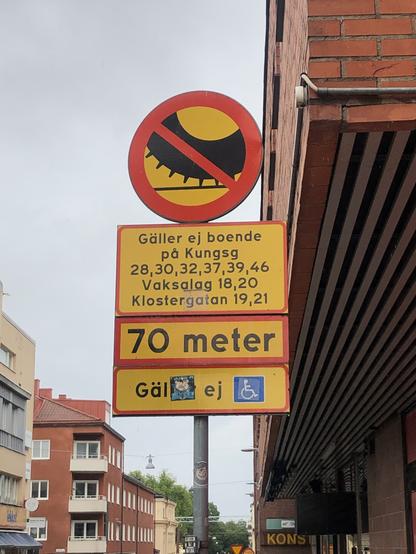 Gäller ej boende
på Kungsg
28,30,32,37,39,46
Vaksalag 18,20
Klostergatan 19,21
70 meter
ej
KONS